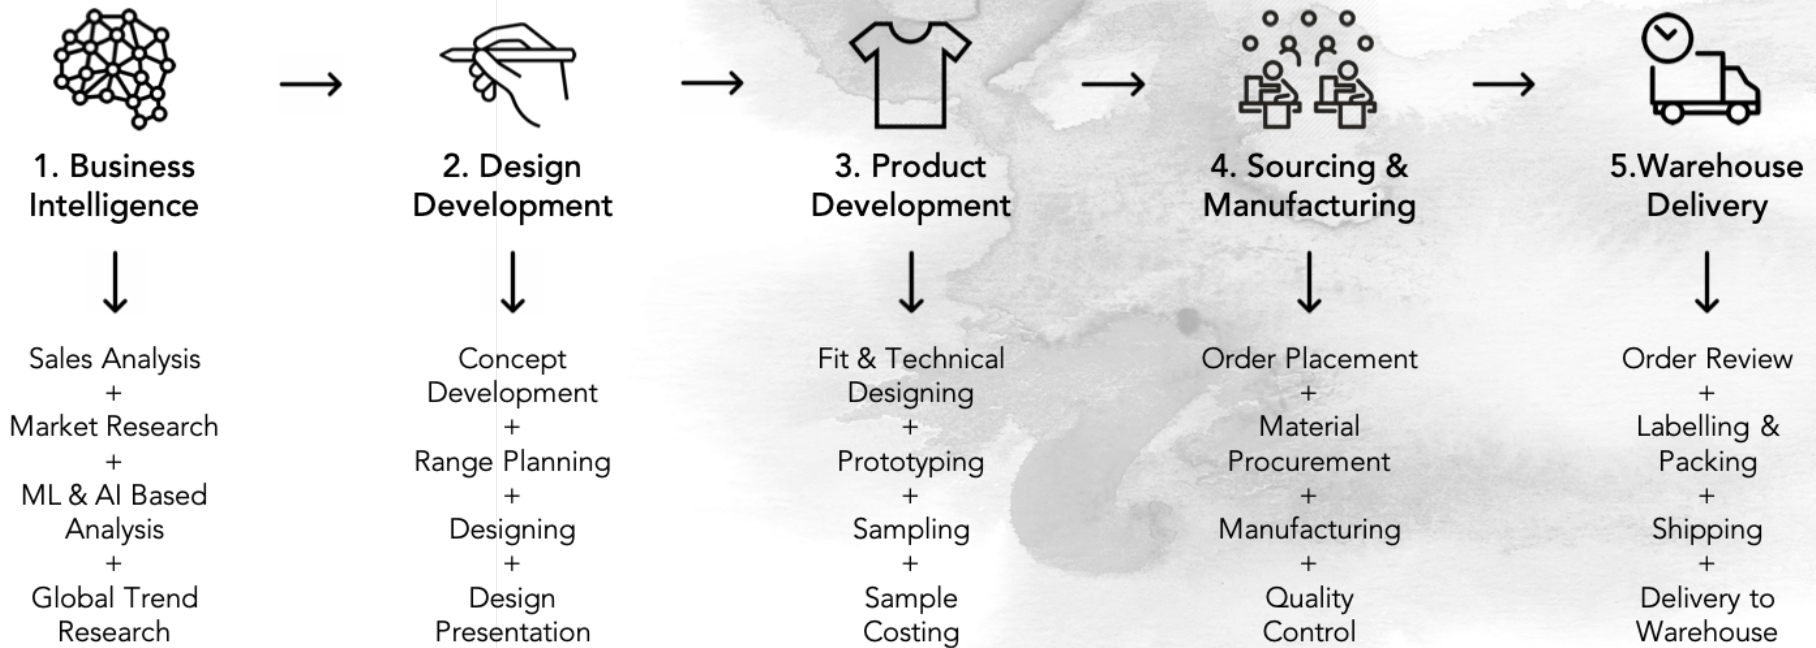 1. Business
Intelligence
Sales Analysis
+
Market Research
+
ML & AI Based
Analysis
+
Global Trend
Research
2. Design
Development
Concept
Development
+
Range Planning
+
Designing
+
Design
Presentation
3. Product
Development
Fit & Technical
Designing
+
Prototyping
+
Sampling
+
Sample
Costing
4. Sourcing &
Manufacturing
Order Placement
+
Material
Procurement
+
Manufacturing
+
Quality
Control
5.Warehouse
Delivery
Order Review
+
Labelling &
Packing
+
Shipping
+
Delivery to
Warehouse